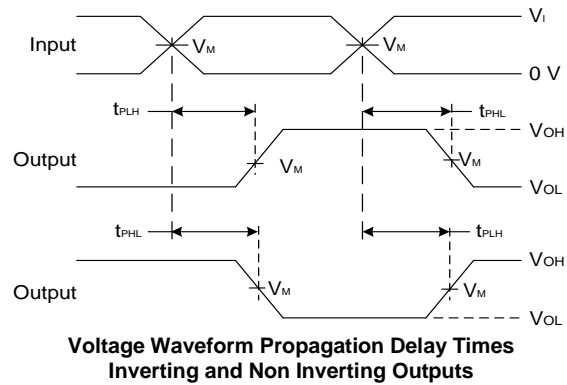 VI
Input VM VM
0 V
tPLH tPHL
VOH
Output VM VM
VOL
tPHL tPLH
VOH
Output VM VM
VOL
Voltage Waveform Propagation Delay Times
Inverting and Non Inverting Outputs